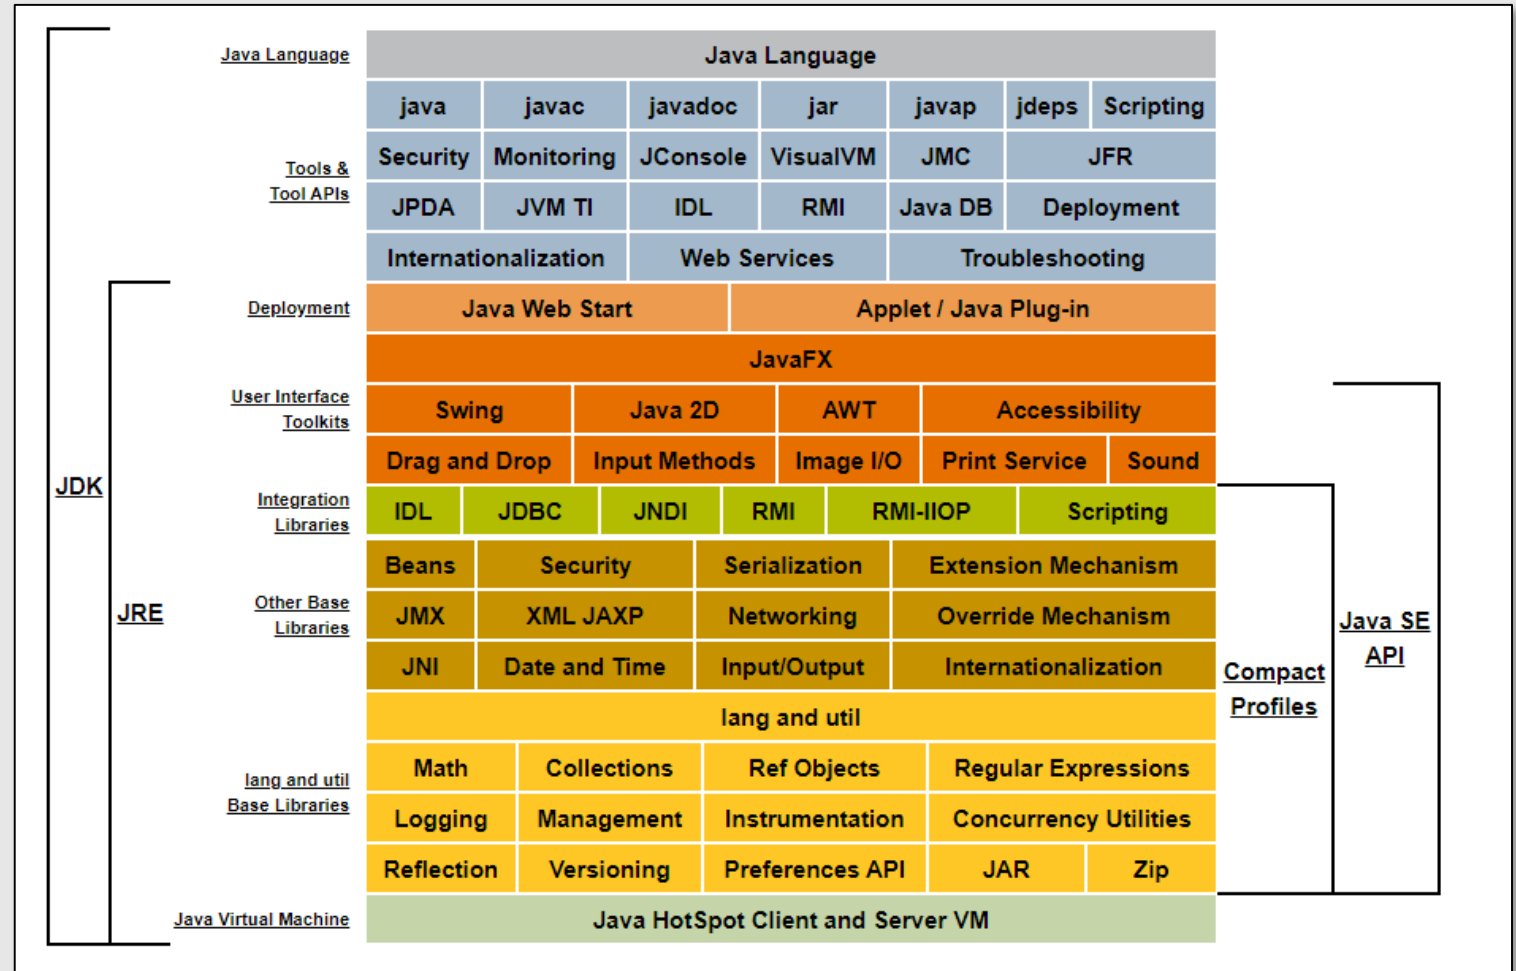 Java Language
Java Language
java javac javadoc jar javap jdeps Scripting
Tools &
Tool APIs
Security Monitoring JConsole VisualVM JMC JFR
JPDA JVM TI IDL RMI Java DB Deployment
Internationalization Web Services Troubleshooting
Deployment
Java Web Start Applet / Java Plug-in
JavaFX
User Interface
Toolkits
Swing Java 2D AWT Accessibility
Drag and Drop Input Methods Image I/O Print Service Sound
JDK
Integration
Libraries
IDL JDBC JNDI RMI RMI-IIOP Scripting
Beans Security Serialization Extension Mechanism
JRE
Other Base
Libraries
JMX XML JAXP Networking Override Mechanism
JNI Date and Time Input/Output Internationalization
Java SE
API
Compact
Profiles
lang and util
lang and util
Base Libraries
Math Collections Ref Objects Regular Expressions
Logging Management Instrumentation Concurrency Utilities
Reflection Versioning Preferences API JAR Zip
Java Virtual Machine
Java HotSpot Client and Server VM